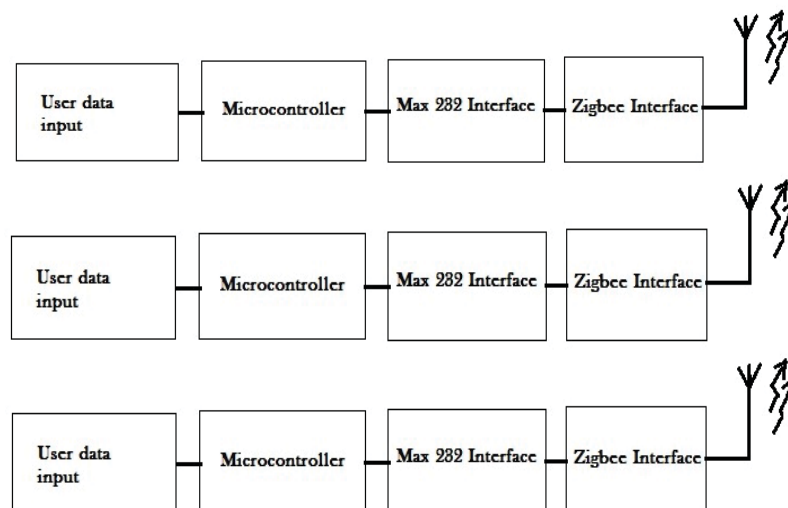 User data
input
Microcontroller
Max 232 Interface
Zigbee Interface
User data
input
Microcontroller
Max 232 Interface
Zigbee Interface
User data
input
Microcontroller
Max 232 Interface
Zigbee Interface